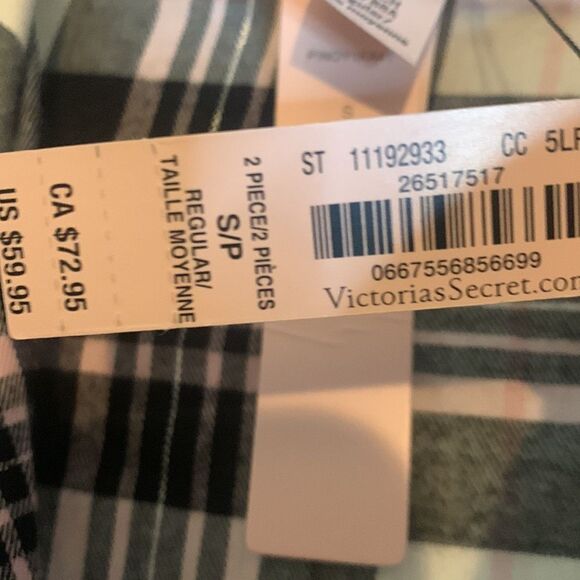 ST 11192933 CC 5LF
26517517
0667556856699
VictoriasSecret.com
2 PIECE/2 PIÈCES
S/P
REGULAR/
TAILLE MOYENNE
CA $72.95
US $59.95